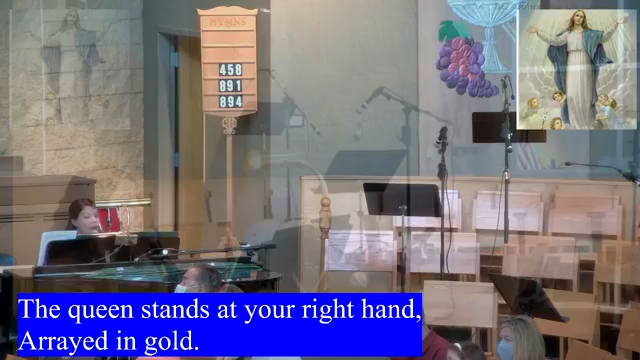 HYMNS
458
891
894
The queen stands at your right hand,
Arrayed in gold.